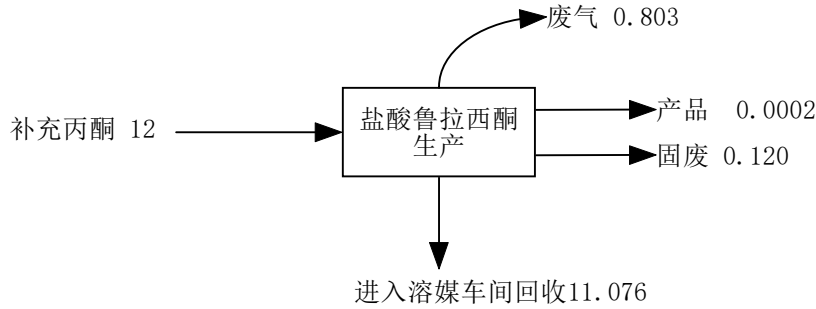 废气 0.803
补充丙酮 12
盐酸鲁拉西酮
生产
产品 0.0002
固废 0.120
进入溶媒车间回收11.076